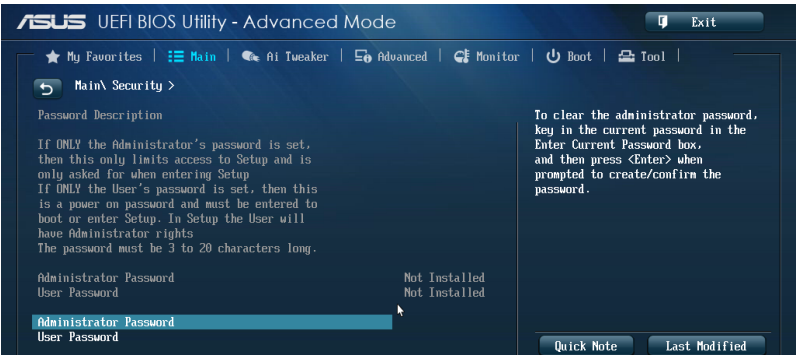 ASUS UEFI BIOS Utility - Advanced Mode
Exit
My Favorites | Main | Ai Tweaker | Advanced | Monitor | Boot | Tool |
Main\ Security >
Password Description
If ONLY the Administrator's password is set,
then this only limits access to Setup and is
only asked for when entering Setup
If ONLY the User's password is set, then this
is a power on password and must be entered to
boot or enter Setup. In Setup the User will
have Administrator rights
The password must be 3 to 20 characters long.
Administrator Password Not Installed
User Password Not Installed
Administrator Password
User Password
To clear the administrator password,
key in the current password in the
Enter Current Password box,
and then press <Enter> when
prompted to create/confirm the
password.
Quick Note
Last Modified